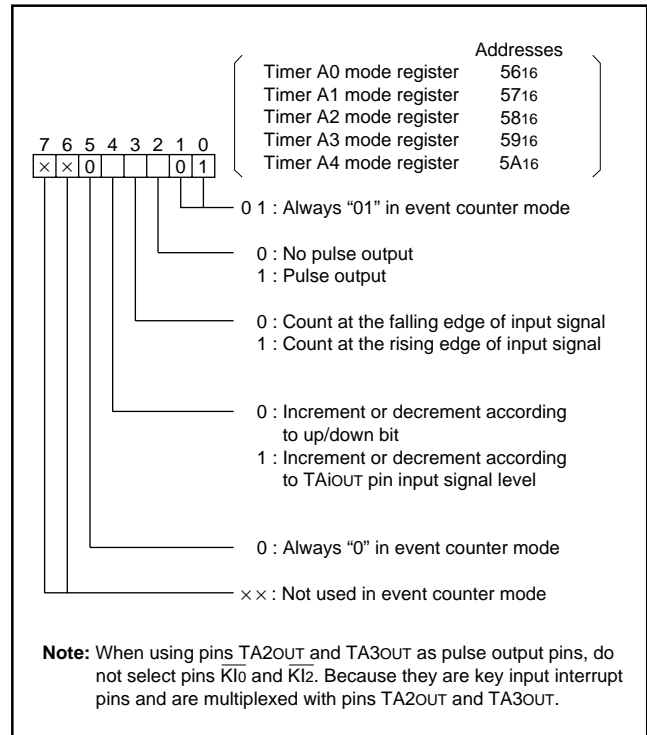 Addresses
Timer A0 mode register 5616
Timer A1 mode register 5716
Timer A2 mode register 5816
Timer A3 mode register 5916
Timer A4 mode register 5A16
7 6 5 4 3 2 1 0
× × 0 0 1
0 1 : Always “01” in event counter mode
0 : No pulse output
1 : Pulse output
0 : Count at the falling edge of input signal
1 : Count at the rising edge of input signal
0 : Increment or decrement according
to up/down bit
1 : Increment or decrement according
to TAiOUT pin input signal level
0 : Always “0” in event counter mode
×× : Not used in event counter mode
Note: When using pins TA2OUT and TA3OUT as pulse output pins, do
not select pins KI0 and KI2. Because they are key input interrupt
pins and are multiplexed with pins TA2OUT and TA3OUT.